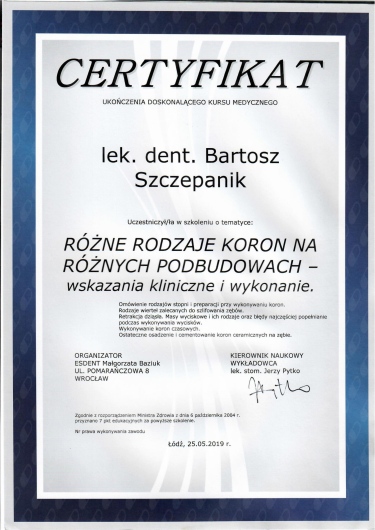 CERTYFIKAT
UKOŃCZENIA DOSKONALĄCEGO KURSU MEDYCZNEGO
lek. dent. Bartosz
Szczepanik
Uczestniczył/ła w szkoleniu o tematyce:
RÓŻNE RODZAJE KORON NA
RÓŻNYCH PODBUDOWACH –
wskazania kliniczne i wykonanie.
Omówienie rodzajów stopni i preparacji przy wykonywaniu koron.
Rodzaje wierteł zalecanych do szlifowania zębów.
Retrakcja dziąsła. Masy wyciskowe i ich rodzaje oraz błędy najczęściej popełniane
podczas wykonywania wycisków.
Wykonywanie koron czasowych.
Ostateczne osadzenie i cementowanie koron ceramicznych na zębie.
ORGANIZATOR
ESDENT Małgorzata Baziuk
UL. POMARAŃCZOWA 8
WROCŁAW
KIEROWNIK NAUKOWY
WYKŁADOWCA
lek. stom. Jerzy Pytko
Zgodnie z rozporządzeniem Ministra Zdrowia z dnia 6 października 2004 r.
przyznano 7 pkt edukacyjnych za powyższe szkolenie.
Nr prawa wykonywania zawodu
Łódź, 25.05.2019 r.